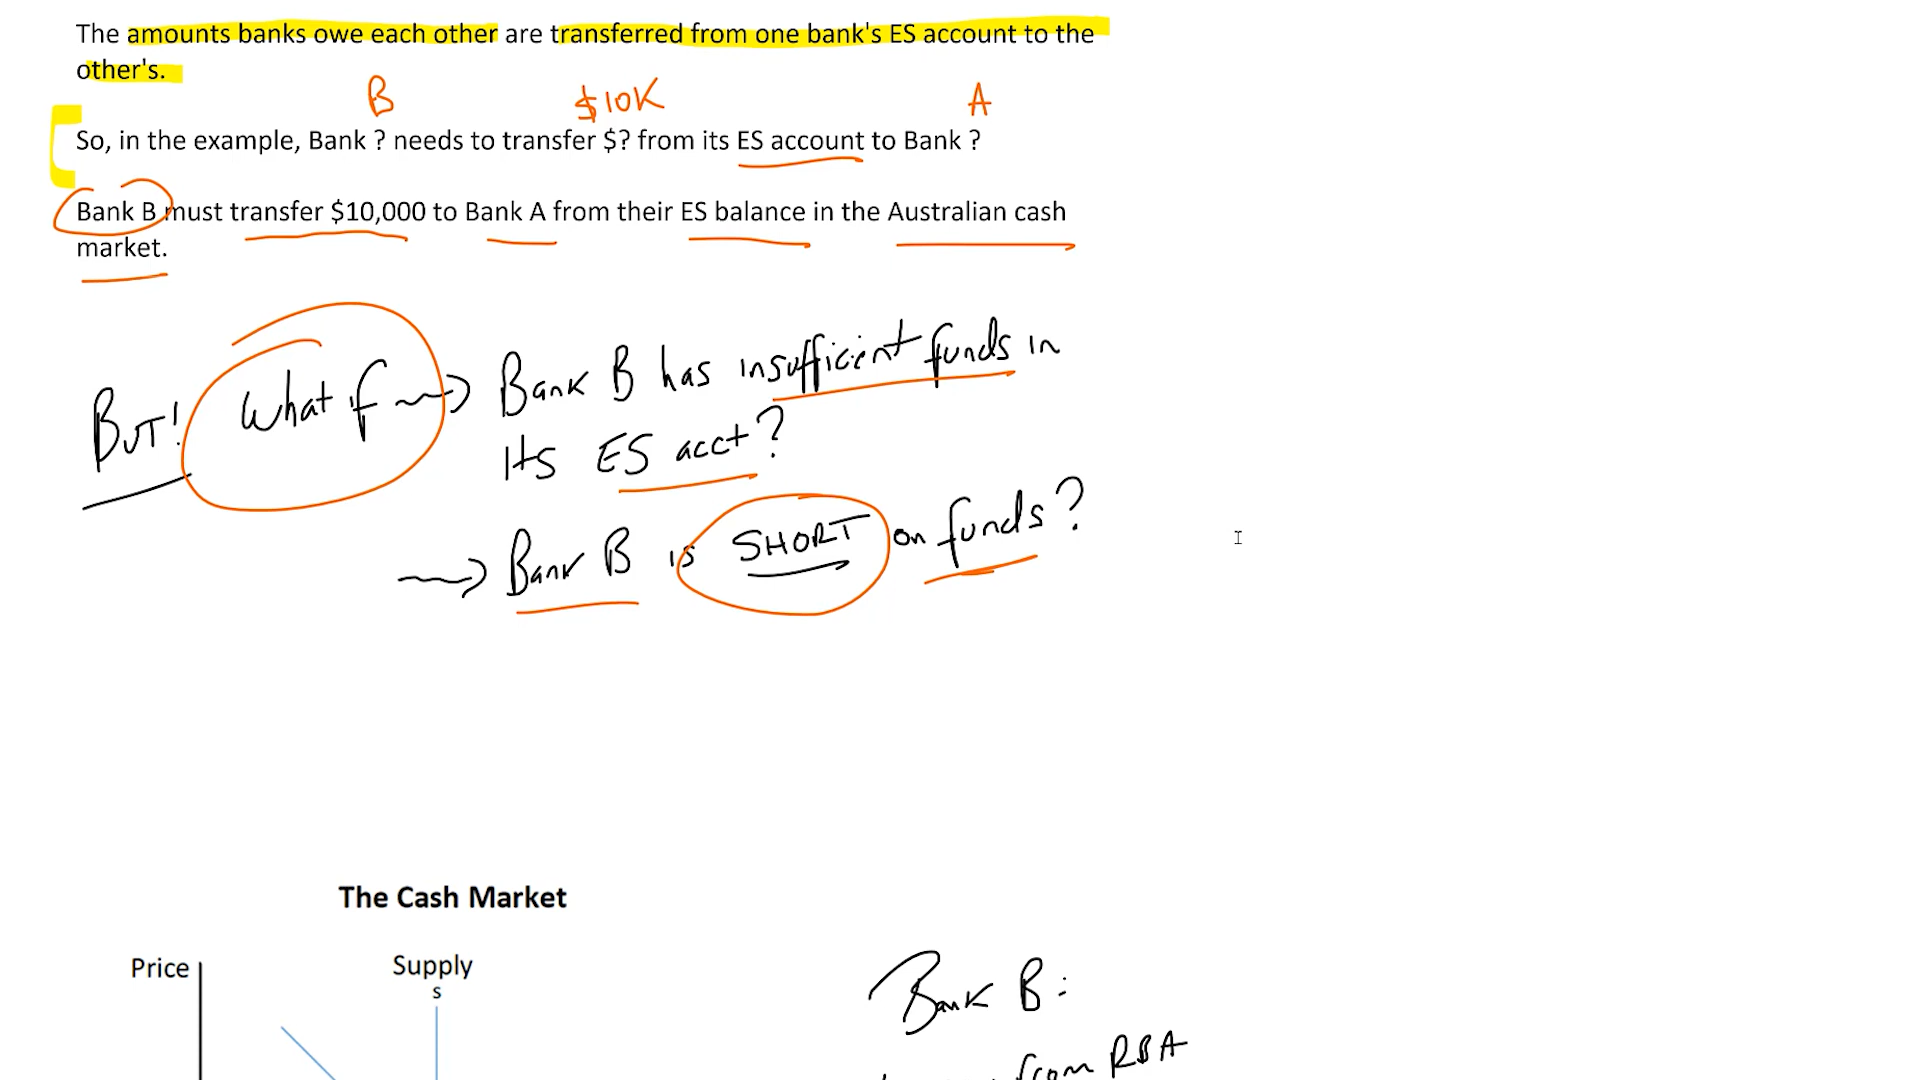 The amounts banks owe each other are transferred from one bank's ES account to the
other's.
B $10K A
So, in the example, Bank ? needs to transfer $? from its ES account to Bank ?
Bank B must transfer $10,000 to Bank A from their ES balance in the Australian cash
market.
BUT! What if Bank B has insufficient funds in
its ES acct?
Bank B is SHORT on funds?
The Cash Market
Price
Supply
s
Bank B:
from RBA